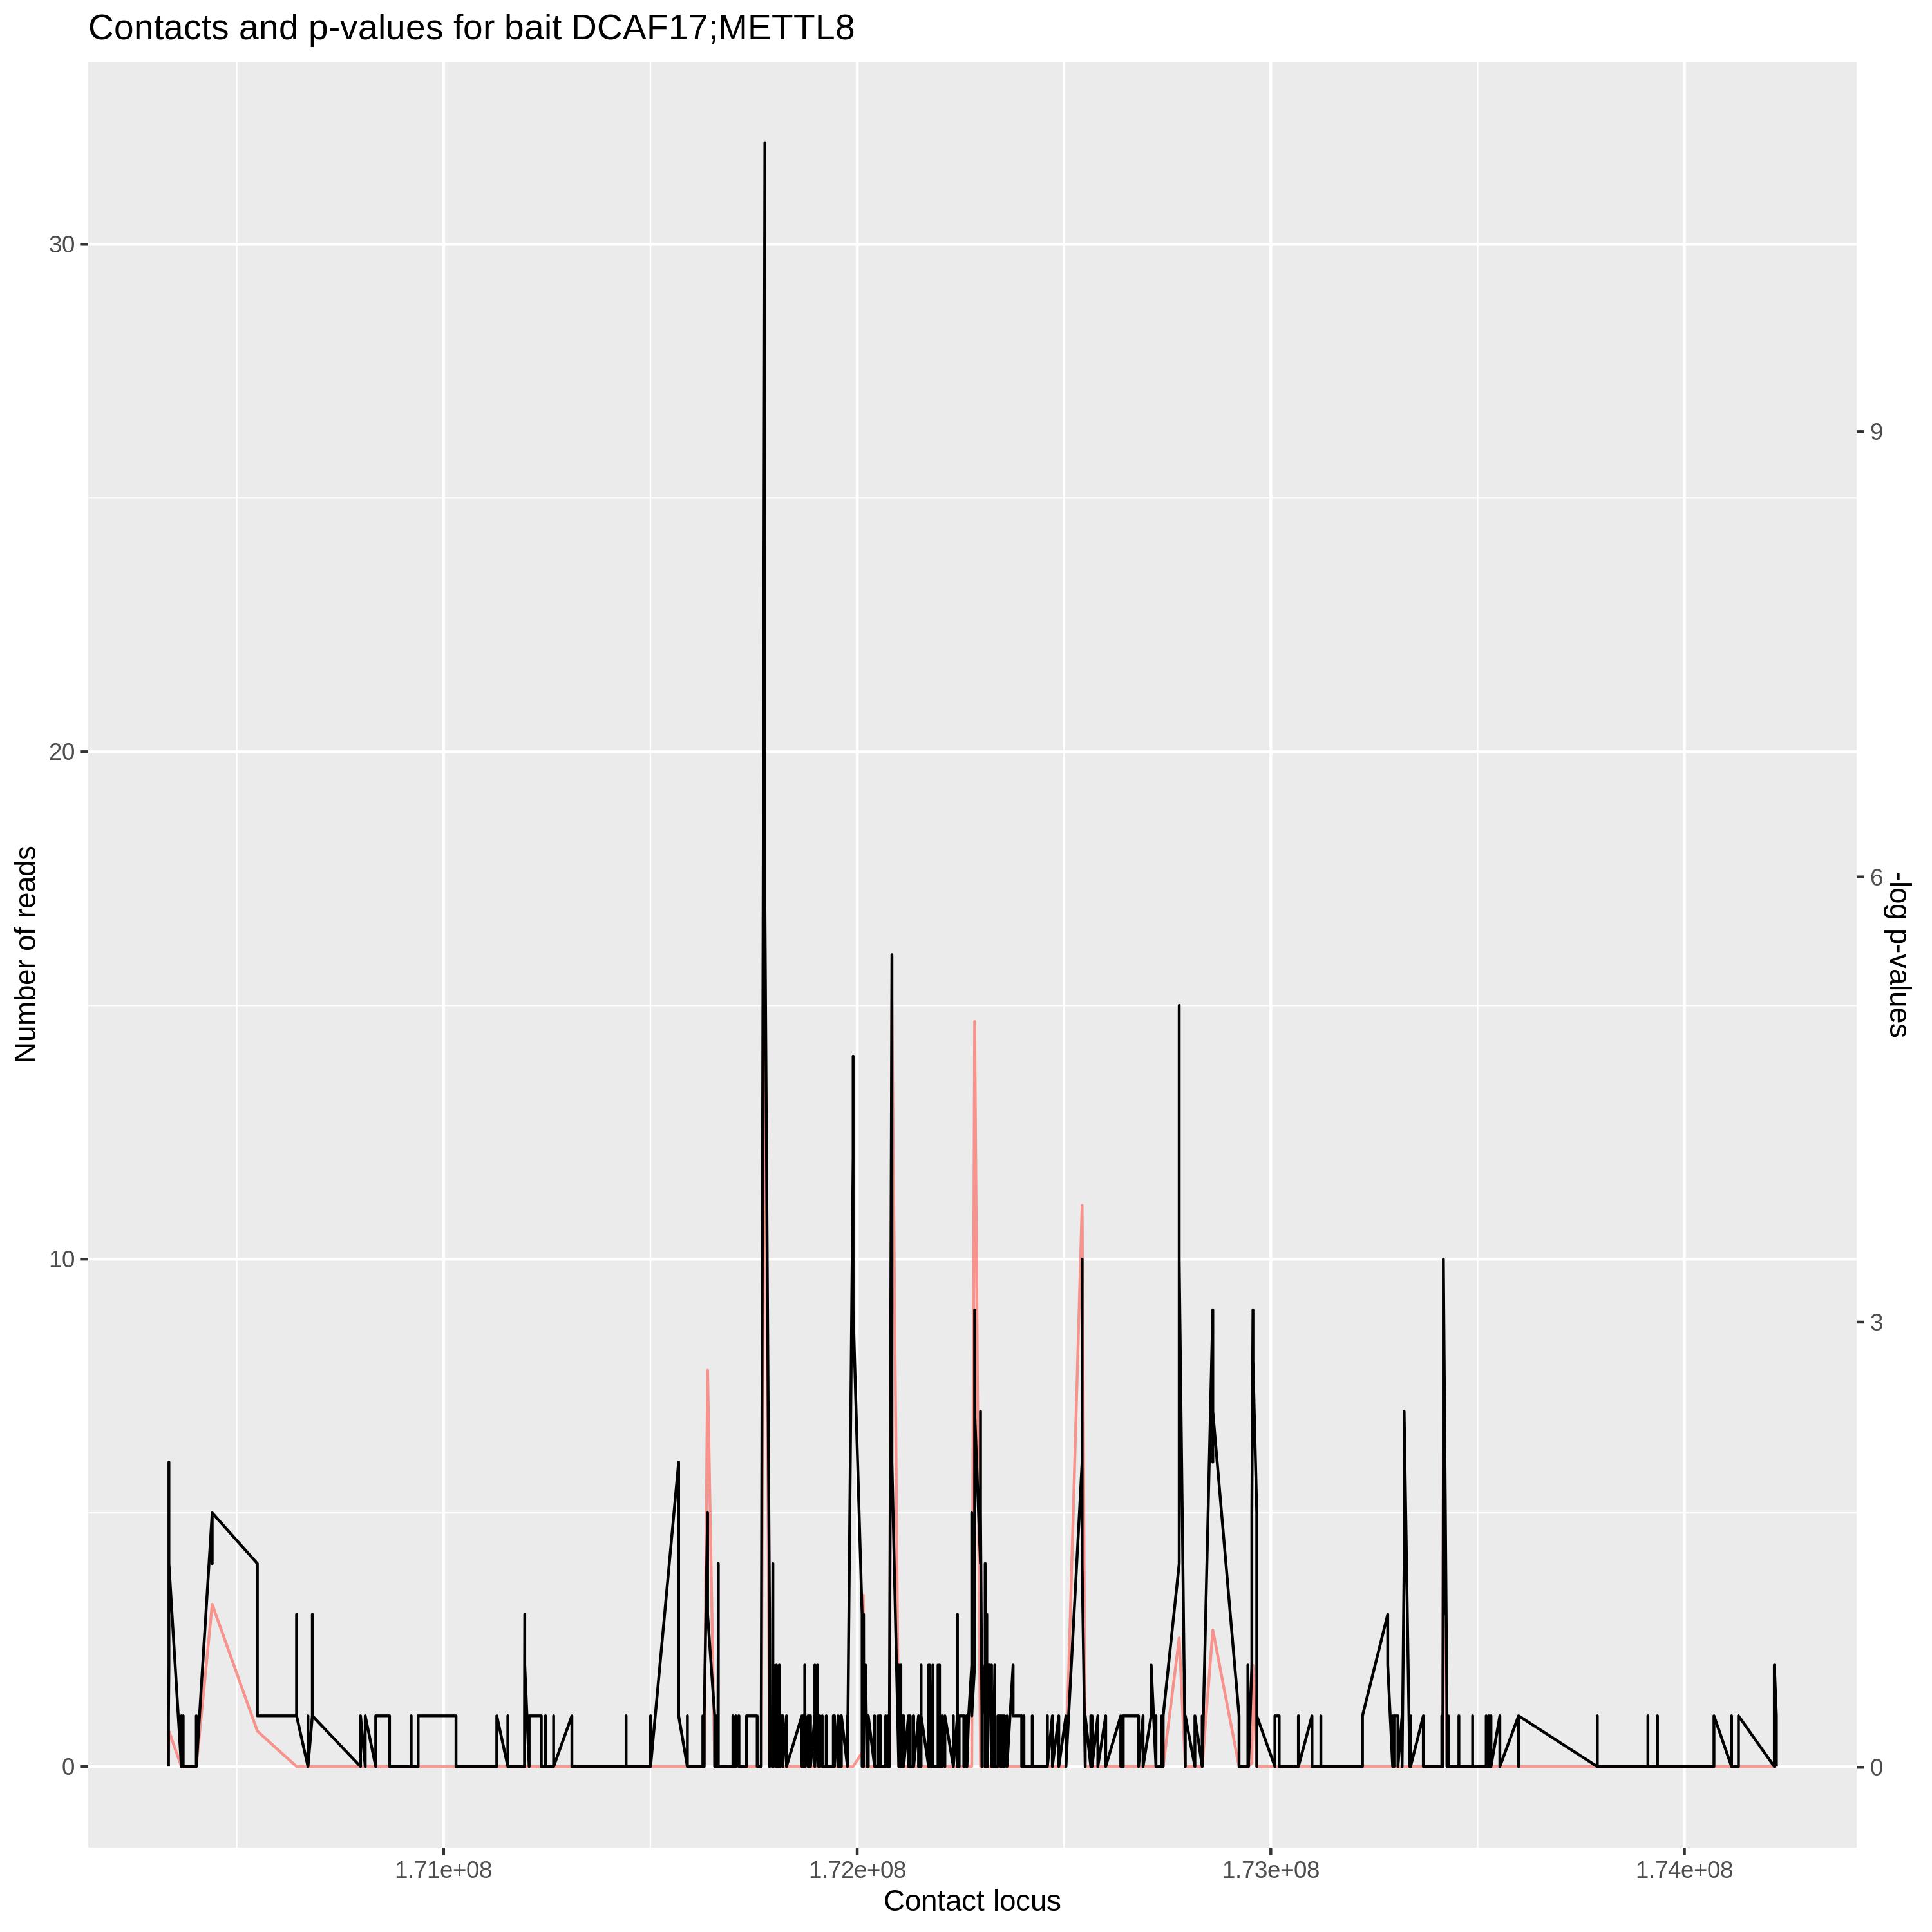 Contacts and p-values for bait DCAF17;METTL8
30
20
10
0
Number of reads
9
6
3
0
-log p-values
1.71e+08
1.72e+08
1.73e+08
1.74e+08
Contact locus